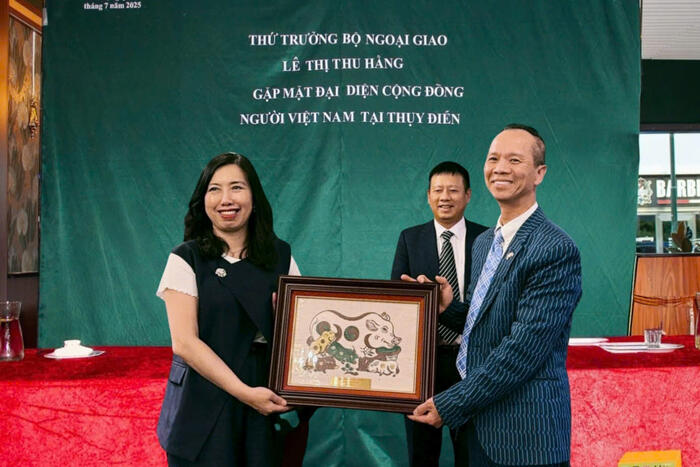 tháng 7 năm 2025
THỨ TRƯỞNG BỘ NGOẠI GIAO
LÊ THỊ THU HẰNG
GẶP MẶT ĐẠI DIỆN CỘNG ĐỒNG
NGƯỜI VIỆT NAM TẠI THỤY ĐIỂN